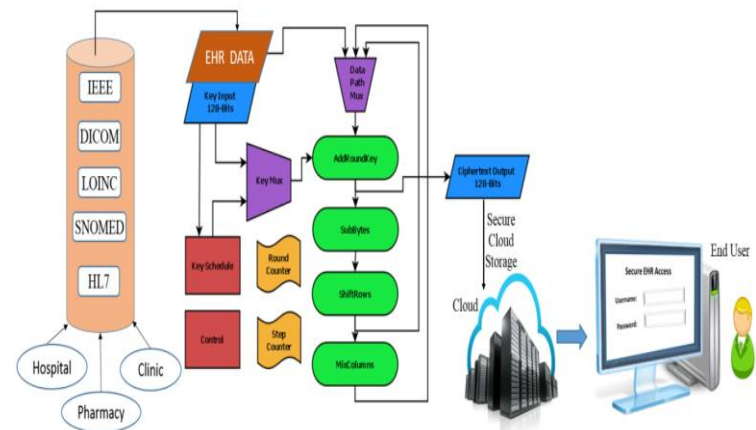 IEEE
DICOM
LOINC
SNOMED
HL7
Hospital
Clinic
Pharmacy
EHR DATA
Key Input
128-Bits
Key Mux
Key Schedule
Control
Round
Counter
Step
Counter
Data
Path
Mux
AddRoundKey
SubBytes
ShiftRows
MixColumns
Ciphertext Output
128-Bits
Secure
Cloud
Storage
Cloud
Secure EHR Access
Username:
Password:
End User